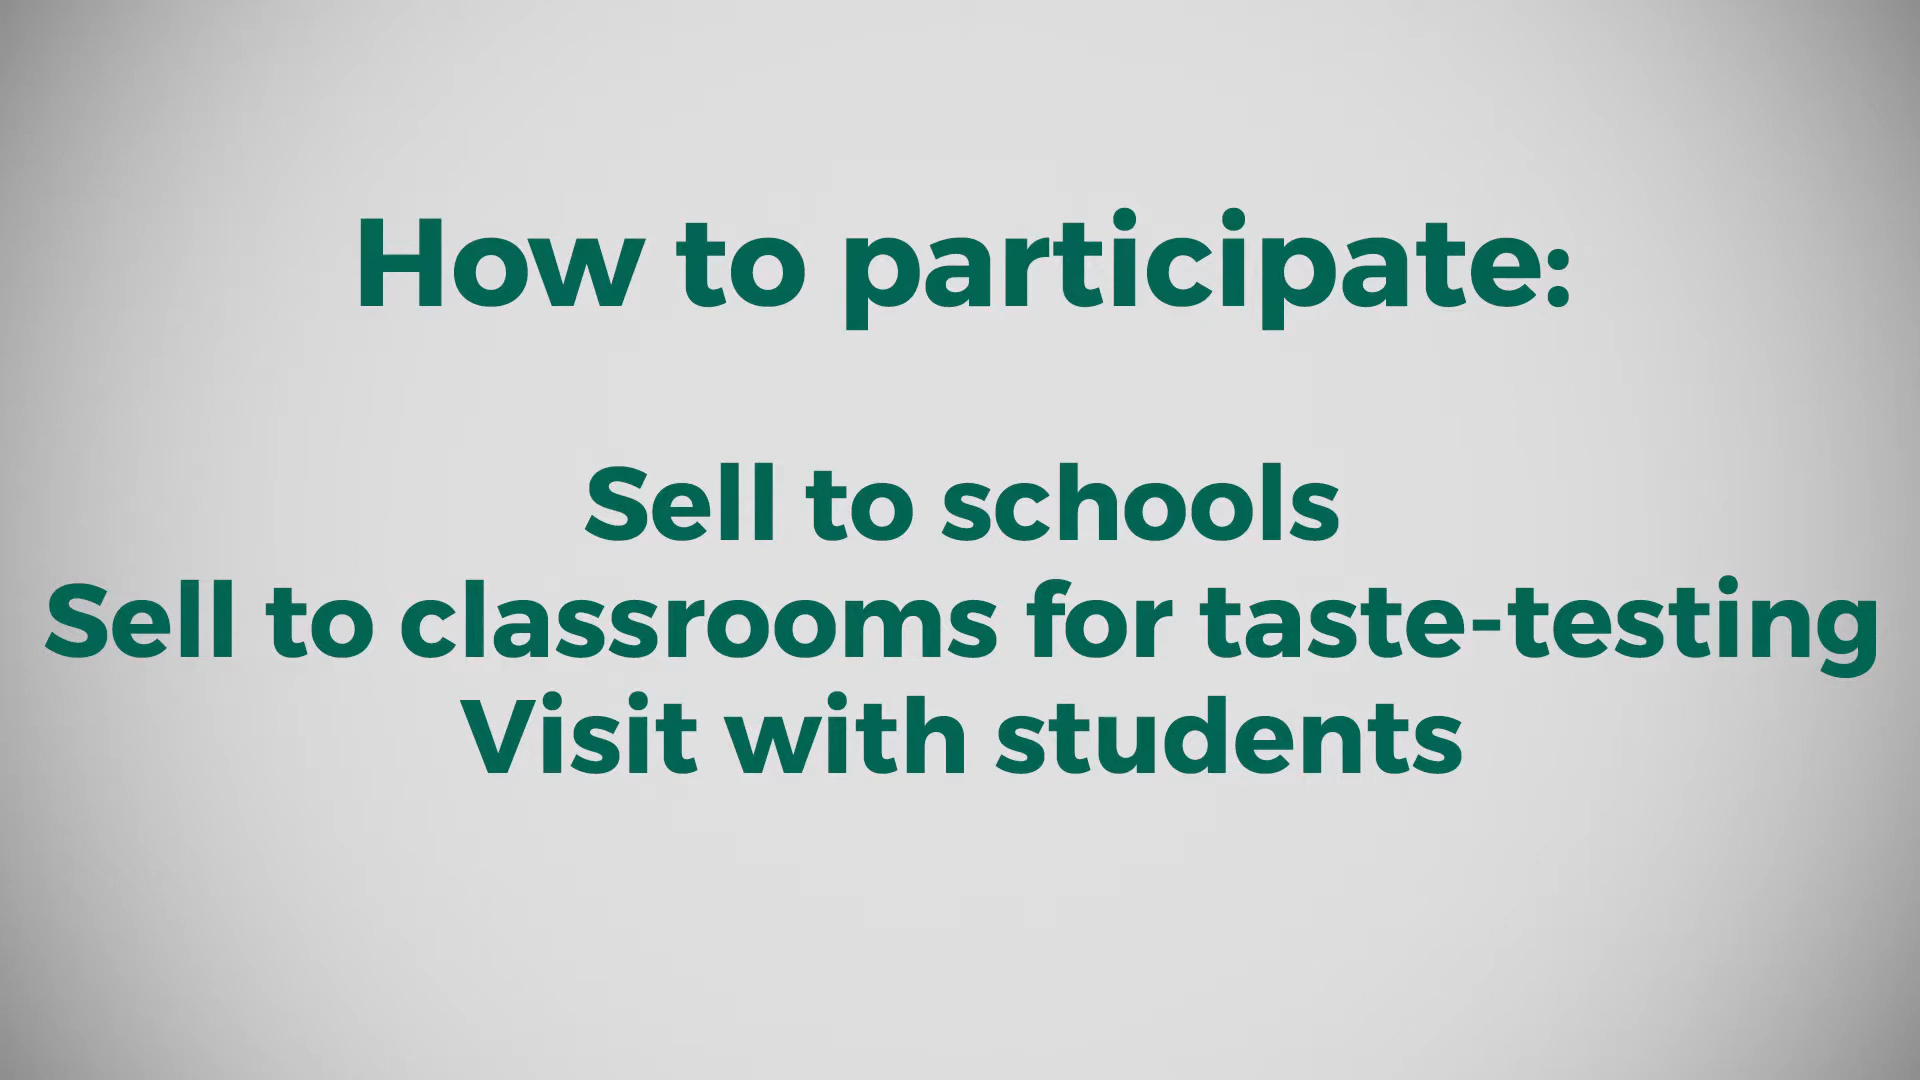 How to participate:
Sell to schools
Sell to classrooms for taste-testing
Visit with students